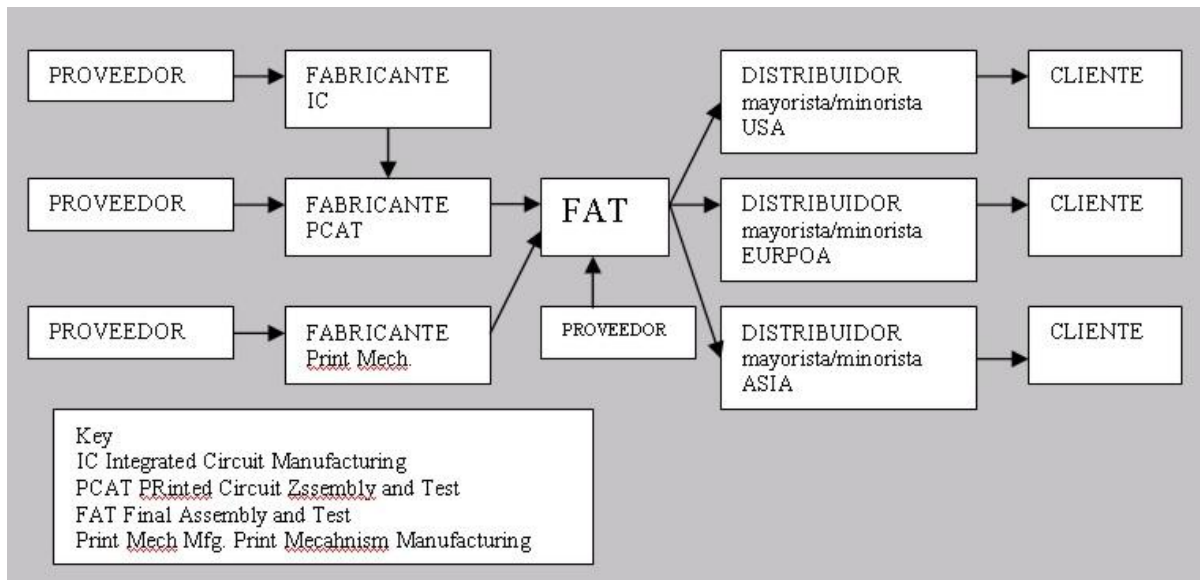 PROVEEDOR
FABRICANTE
IC
DISTRIBUIDOR
mayorista/minorista
USA
CLIENTE
PROVEEDOR
FABRICANTE
PCAT
FAT
DISTRIBUIDOR
mayorista/minorista
EURPOA
CLIENTE
PROVEEDOR
FABRICANTE
Print Mech.
PROVEEDOR
DISTRIBUIDOR
mayorista/minorista
ASIA
CLIENTE
Key
IC Integrated Circuit Manufacturing
PCAT PRinted Circuit Zssembly and Test
FAT Final Assembly and Test
Print Mech Mfg. Print Mecahnism Manufacturing